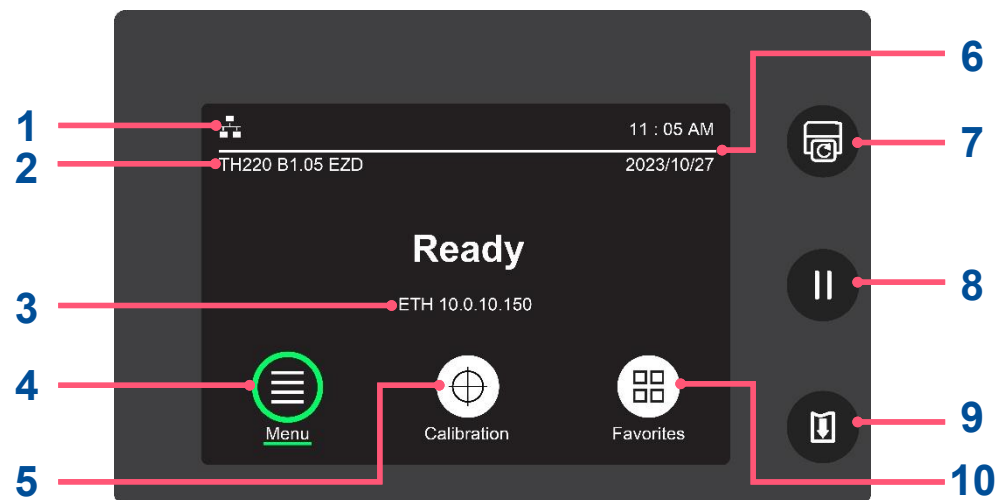 1
2
3
4
5
6
7
8
9
10
11 : 05 AM
TH220 B1.05 EZD
2023/10/27
Ready
ETH 10.0.10.150
Menu
Calibration
Favorites